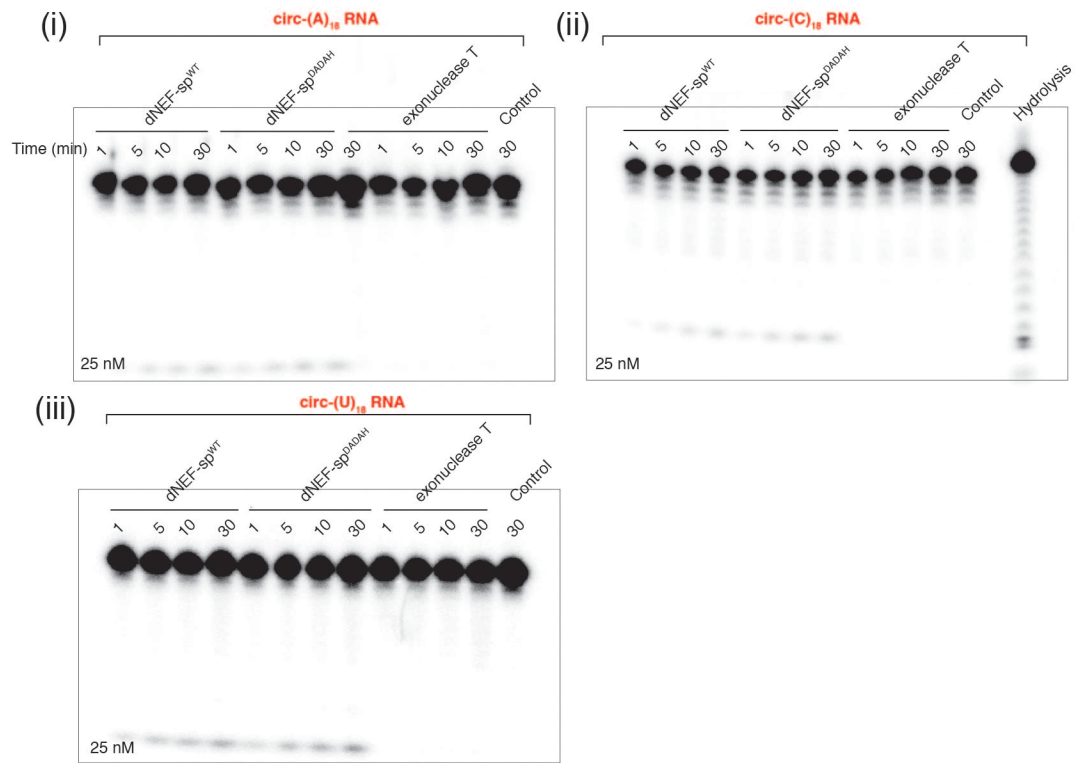 (i)
circ-(A)18 RNA
dNEF-spWT
dNEF-spDADAH
exonuclease T
Control
Time (min) 1 5 10 30 1 5 10 30 30 1 5 10 30 30
25 nM
(ii)
circ-(C)18 RNA
dNEF-spWT
dNEF-spDADAH
exonuclease T
Control
Hydrolysis
1 5 10 30 1 5 10 30 1 5 10 30 30
25 nM
(iii)
circ-(U)18 RNA
dNEF-spWT
dNEF-spDADAH
exonuclease T
Control
1 5 10 30 1 5 10 30 1 5 10 30 30
25 nM